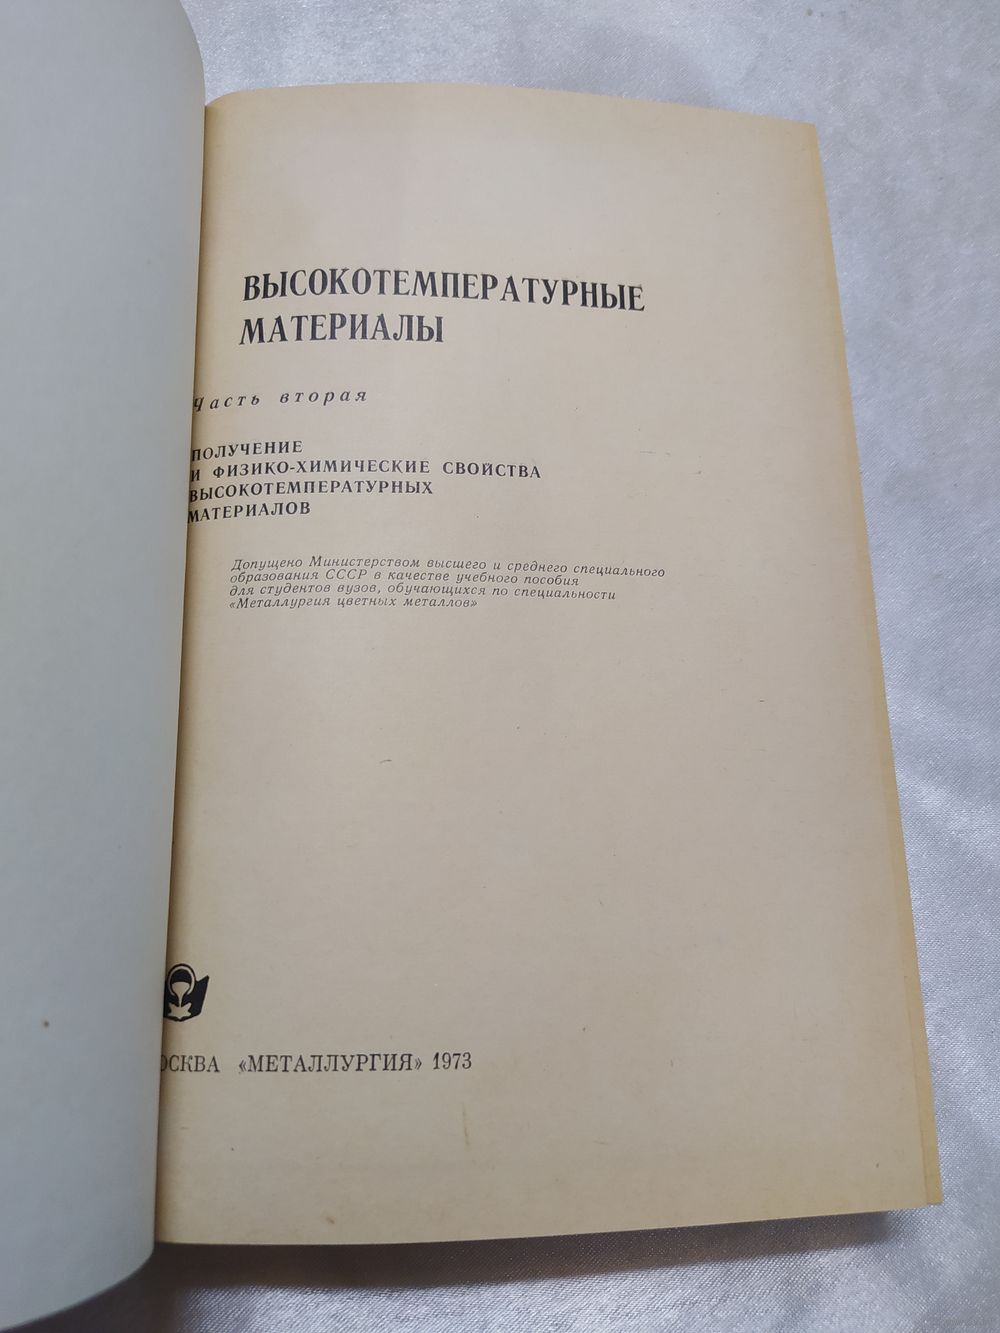 ВЫСОКОТЕМПЕРАТУРНЫЕ
МАТЕРИАЛЫ
Часть вторая
ПОЛУЧЕНИЕ
И ФИЗИКО-ХИМИЧЕСКИЕ СВОЙСТВА
ВЫСОКОТЕМПЕРАТУРНЫХ
МАТЕРИАЛОВ
Допущено Министерством высшего и среднего специального
образования СССР в качестве учебного пособия
для студентов вузов, обучающихся по специальности
«Металлургия цветных металлов»
ОСКВА «МЕТАЛЛУРГИЯ» 1973